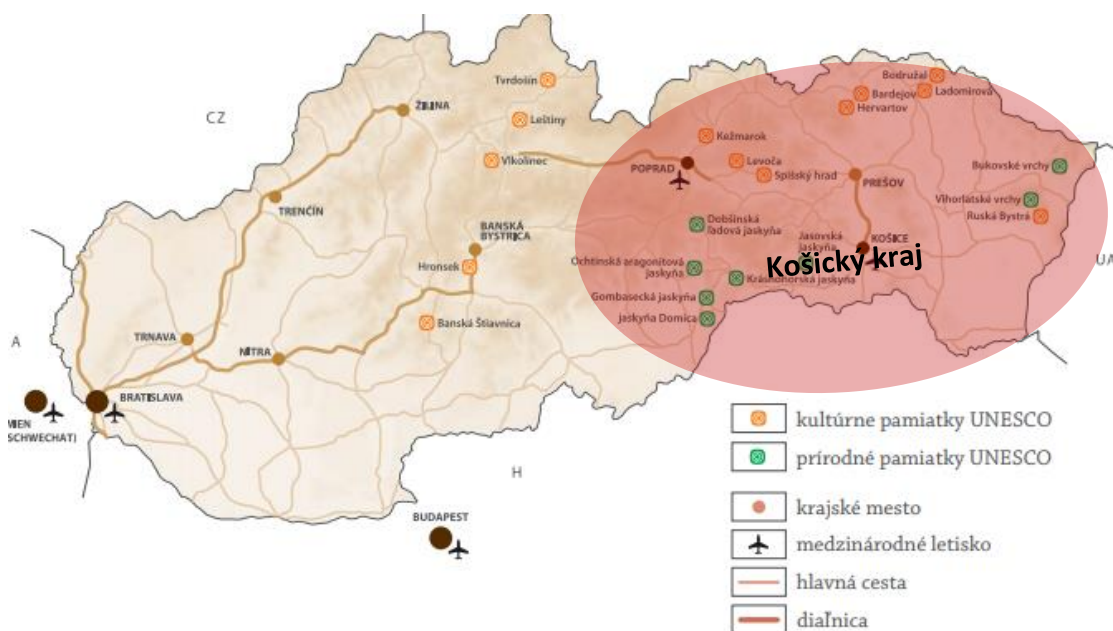 CZ
Tvrdošín
ŽILINA
Leštiny
Vlkolínec
TRENČÍN
BANSKÁ
BYSTRICA
Hronsek
Banská Štiavnica
TRNAVA
NITRA
A
BRATISLAVA
WIEN
(SCHWECHAT)
H
BUDAPEST
Bodružal
Bardejov
Ladomirová
Hervartov
Kežmarok
POPRAD
Levoča
Spišský hrad
PREŠOV
Bukovské vrchy
Vihorlatské vrchy
Ruská Bystrá
Dobšinská
ľadová jaskyňa
Jasovská
jaskyňa
KOŠICE
Košický kraj
UA
Ochtinská aragonitová
jaskyňa
Krásnohorská jaskyňa
Gombasecká jaskyňa
jaskyňa Domica
kultúrne pamiatky UNESCO
prírodné pamiatky UNESCO
krajské mesto
medzinárodné letisko
hlavná cesta
diaľnica